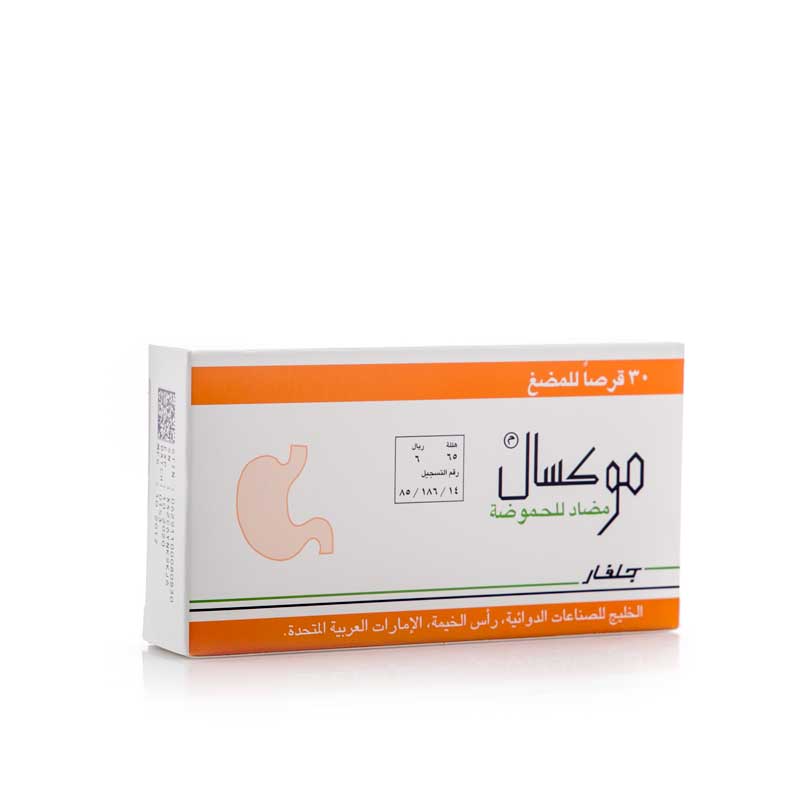 ٣٠ قرصاً للمضغ
موكسال
م
مضاد للحموضة
هللة ريال
٦٥ ٦
رقم التسجيل
١٤ / ١٨٦ / ٨٥
جلفار
الخليج للصناعات الدوائية، رأس الخيمة، الإمارات العربية المتحدة.